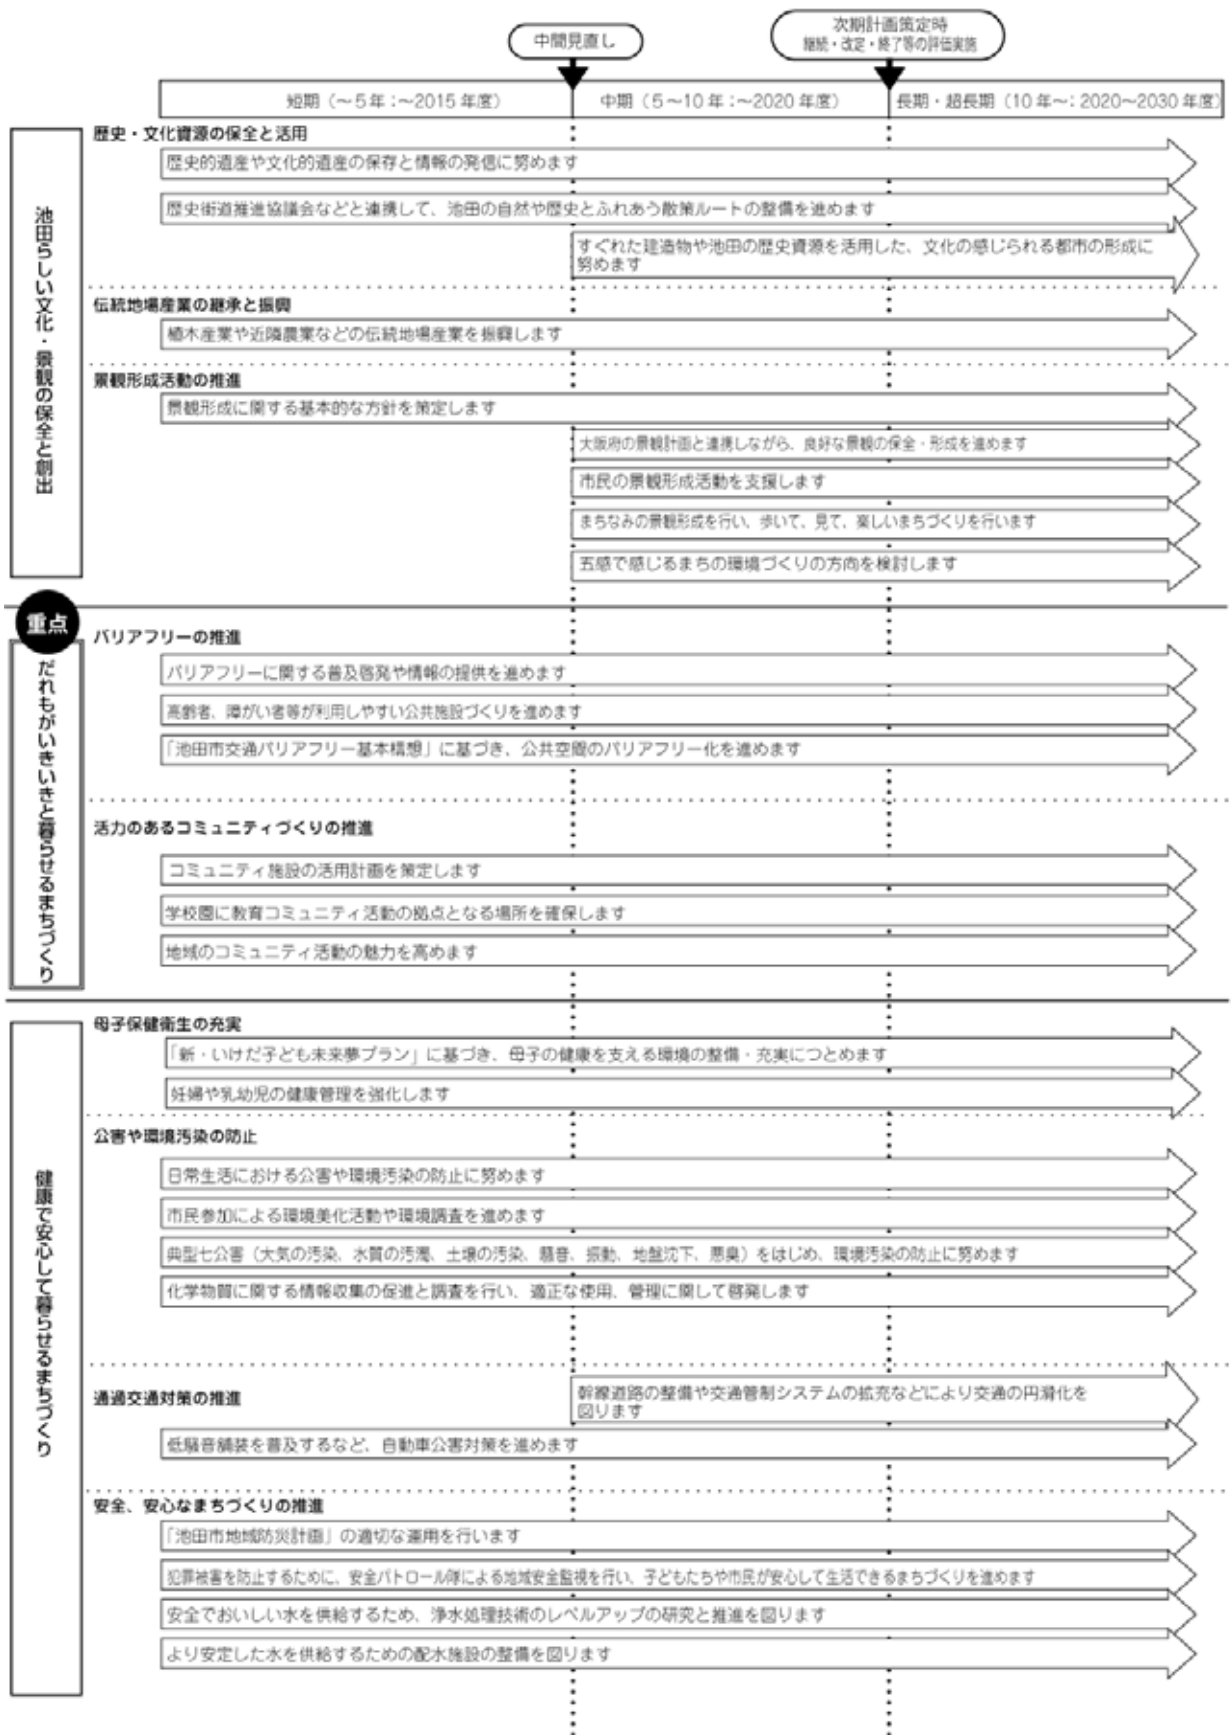 中間見直し
次期計画策定時
継続・改定・終了等の評価実施
短期（～5年：～2015年度）
中期（5～10年：～2020年度）
長期・超長期（10年～：2020～2030年度）
池田らしい文化・景観の保全と創出
歴史・文化資源の保全と活用
歴史的遺産や文化的遺産の保存と情報の発信に努めます
歴史街道推進協議会などと連携して、池田の自然や歴史とふれあう散策ルートの整備を進めます
すぐれた建造物や池田の歴史資源を活用した、文化の感じられる都市の形成に
努めます
伝統地場産業の継承と振興
植木産業や近隣農業などの伝統地場産業を振興します
景観形成活動の推進
景観形成に関する基本的な方針を策定します
大阪府の景観計画と連携しながら、良好な景観の保全・形成を進めます
市民の景観形成活動を支援します
まちなみの景観形成を行い、歩いて、見て、楽しいまちづくりを行います
五感で感じるまちの環境づくりの方向を検討します
重点
だれもがいきいきと暮らせるまちづくり
バリアフリーの推進
バリアフリーに関する普及啓発や情報の提供を進めます
高齢者、障がい者等が利用しやすい公共施設づくりを進めます
「池田市交通バリアフリー基本構想」に基づき、公共空間のバリアフリー化を進めます
活力のあるコミュニティづくりの推進
コミュニティ施設の活用計画を策定します
学校園に教育コミュニティ活動の拠点となる場所を確保します
地域のコミュニティ活動の魅力を高めます
健康で安心して暮らせるまちづくり
母子保健衛生の充実
「新・いけだ子ども未来夢プラン」に基づき、母子の健康を支える環境の整備・充実につとめます
妊婦や乳幼児の健康管理を強化します
公害や環境汚染の防止
日常生活における公害や環境汚染の防止に努めます
市民参加による環境美化活動や環境調査を進めます
典型七公害（大気の汚染、水質の汚濁、土壌の汚染、騒音、振動、地盤沈下、悪臭）をはじめ、環境汚染の防止に努めます
化学物質に関する情報収集の促進と調査を行い、適正な使用、管理に関して啓発します
通過交通対策の推進
幹線道路の整備や交通管制システムの拡充などにより交通の円滑化を
図ります
低騒音舗装を普及するなど、自動車公害対策を進めます
安全、安心なまちづくりの推進
「池田市地域防災計画」の適切な運用を行います
犯罪被害を防止するために、安全パトロール隊による地域安全監視を行い、子どもたちや市民が安心して生活できるまちづくりを進めます
安全でおいしい水を供給するため、浄水処理技術のレベルアップの研究と推進を図ります
より安定した水を供給するための配水施設の整備を図ります